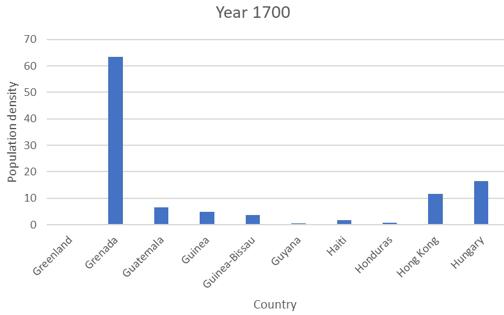 Year 1700
Population density
70
60
50
40
30
20
10
0
Greenland
Grenada
Guatemala
Guinea
Guinea-Bissau
Guyana
Haiti
Honduras
Hong Kong
Hungary
Country